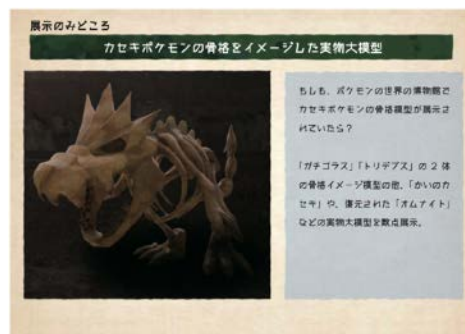 展示のみどころ
カセキポケモンの骨格をイメージした実物大模型
もしも、ポケモンの世界の博物館で
カセキポケモンの骨格模型が展示さ
れていたら？
「ガチゴラス」「トリデプス」の2体
の骨格イメージ模型の他、「かいのカ
セキ」や、復元された「オムナイト」
などの実物大模型を数点展示。